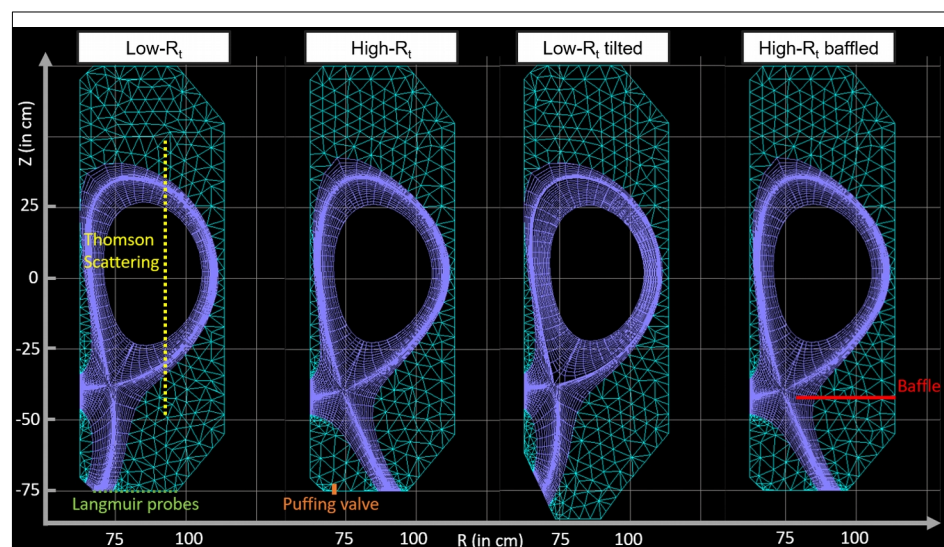 Low-Rt
High-Rt
Low-Rt tilted
High-Rt baffled
Z (in cm)
25
0
-25
-50
-75
Thomson
Scattering
Baffle
Langmuir probes
Puffing valve
75
100
75
100
75
100
75
100
R (in cm)